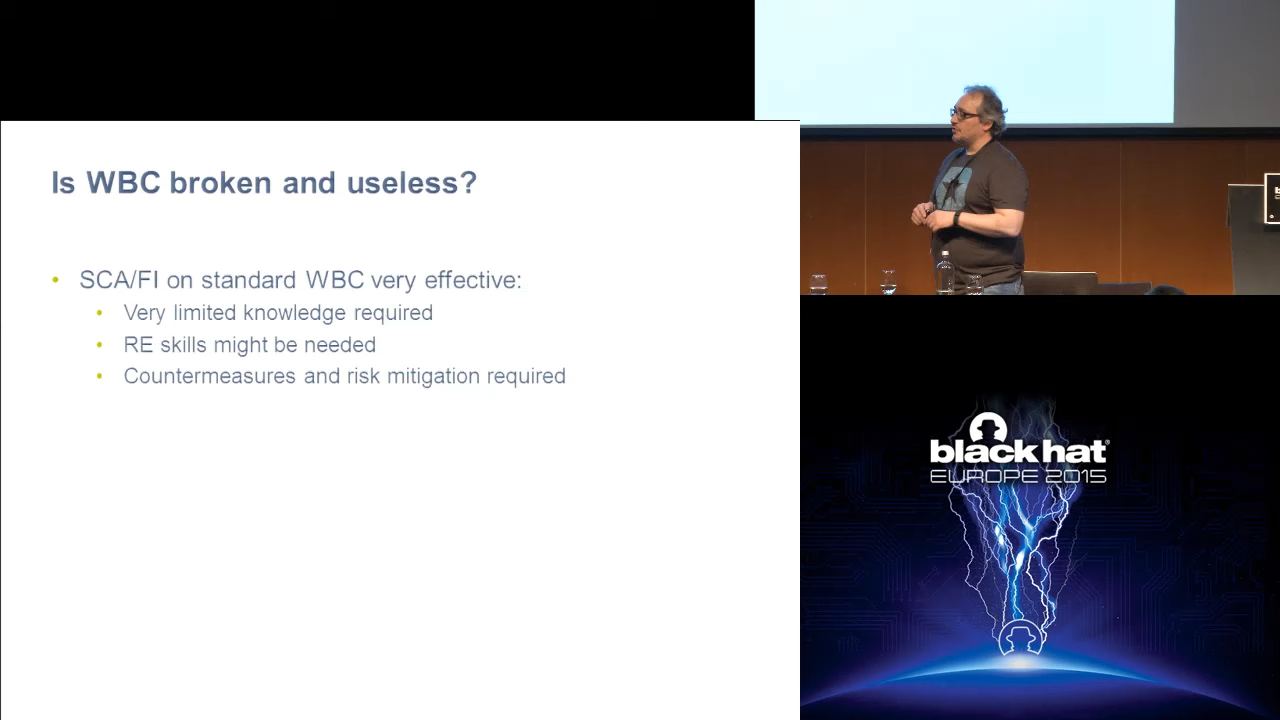 Is WBC broken and useless?
• SCA/FI on standard WBC very effective:
• Very limited knowledge required
• RE skills might be needed
• Countermeasures and risk mitigation required
black hat®
EUROPE 2015